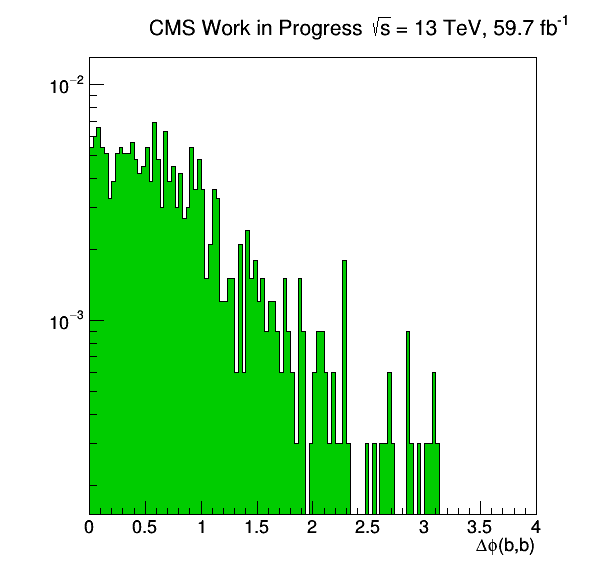 CMS Work in Progress √s = 13 TeV, 59.7 fb⁻¹
10⁻²
10⁻³
0 0.5 1 1.5 2 2.5 3 3.5 4
Δϕ(b,b)